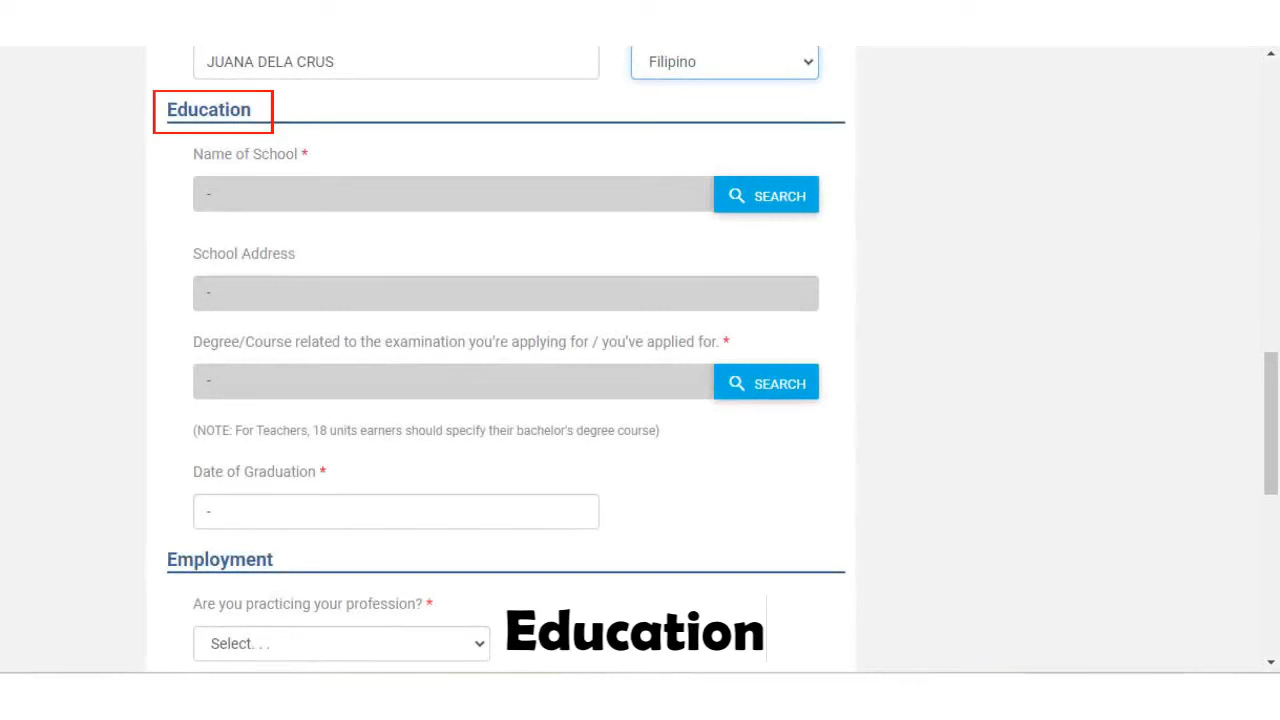 JUANA DELA CRUS
Filipino
Education
Name of School *
-
SEARCH
School Address
-
Degree/Course related to the examination you're applying for / you've applied for. *
-
SEARCH
(NOTE: For Teachers, 18 units earners should specify their bachelor's degree course)
Date of Graduation *
-
Employment
Are you practicing your profession? *
Select. . .
Education